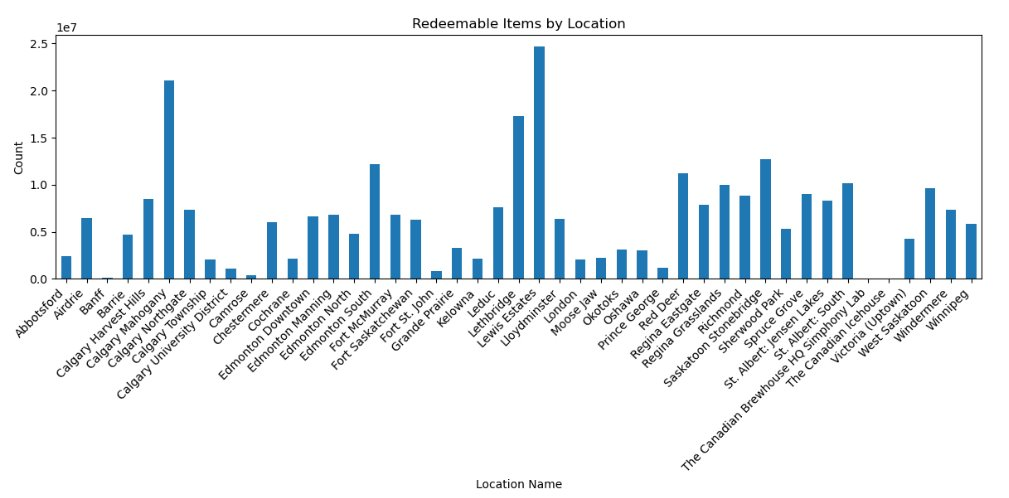 Redeemable Items by Location
1e7
2.5
2.0
1.5
1.0
0.5
0.0
Count
Abbotsford
Airdrie
Banff
Barrie
Calgary Harvest Hills
Calgary Mahogany
Calgary Northgate
Calgary Township
Calgary University District
Camrose
Chestermere
Cochrane
Edmonton Downtown
Edmonton Manning
Edmonton North
Edmonton South
Fort McMurray
Fort Saskatchewan
Fort St. John
Grande Prairie
Kelowna
Leduc
Lethbridge
Lewis Estates
Lloydminster
London
Moose Jaw
Okotoks
Oshawa
Prince George
Red Deer
Regina Eastgate
Regina Grasslands
Richmond
Saskatoon Stonebridge
Sherwood Park
Spruce Grove
St. Albert: Jensen Lakes
St. Albert: South
The Canadian Brewhouse HQ Simphony Lab
The Canadian Icehouse
Victoria (Uptown)
West Saskatoon
Windermere
Winnipeg
Location Name